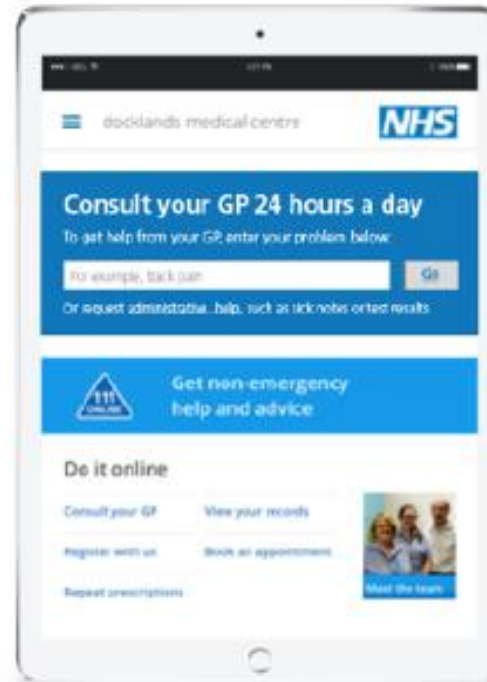 docklands medical centre
NHS
Consult your GP 24 hours a day
To get help from your GP, enter your problem below:
For example, back pain
Go
Or request administrative help, such as sick notes or test results
111
ONLINE
Get non-emergency
help and advice
Do it online
Consult your GP
View your records
Register with us
Book an appointment
Repeat prescriptions
Meet the team